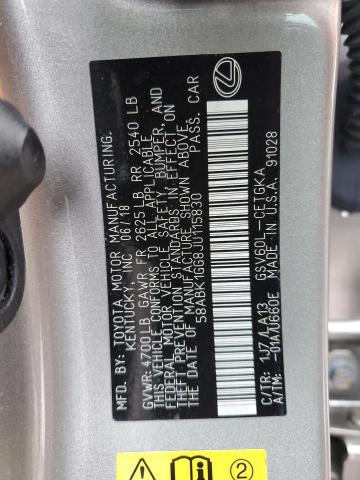 MFD. BY: TOYOTA MOTOR MANUFACTURING,
KENTUCKY, INC. 06/18
GVWR: 4700LB GAWR FR 2625 LB RR 2540 LB
THIS VEHICLE CONFORMS TO ALL APPLICABLE
FEDERAL MOTOR VEHICLE SAFETY, BUMPER, AND
THEFT PREVENTION STANDARDS IN EFFECT ON
THE DATE OF MANUFACTURE SHOWN ABOVE.
58ABK1GG8JU115830 PASS. CAR
C/TR: 1J7 LA13 GSV60L-CETGKA
A/TM: -01A/U660E MADE IN U.S.A. 91028
2